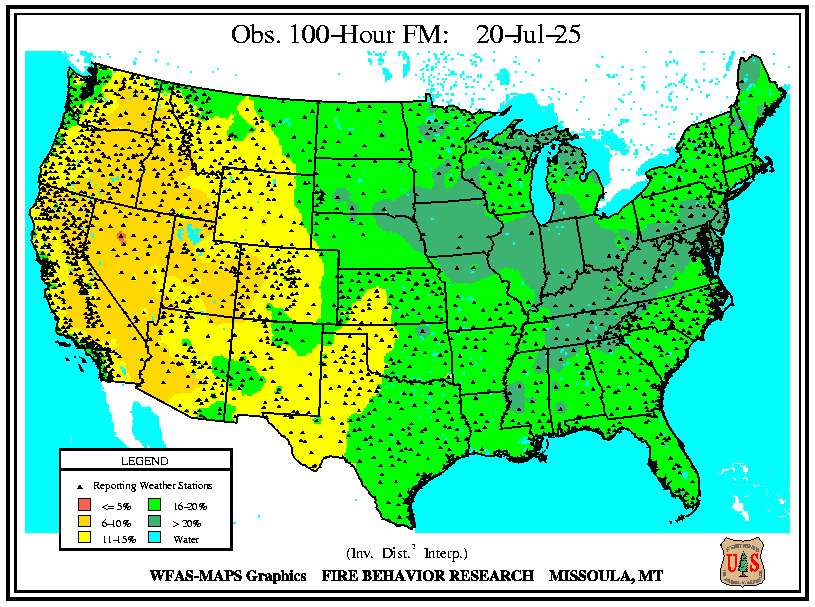 Obs. 100-Hour FM: 20-Jul-25
LEGEND
Reporting Weather Stations
<= 5%
16-20%
6-10%
> 20%
11-15%
Water
(Inv. Dist.² Interp.)
WFAS-MAPS Graphics FIRE BEHAVIOR RESEARCH MISSOULA, MT
U S